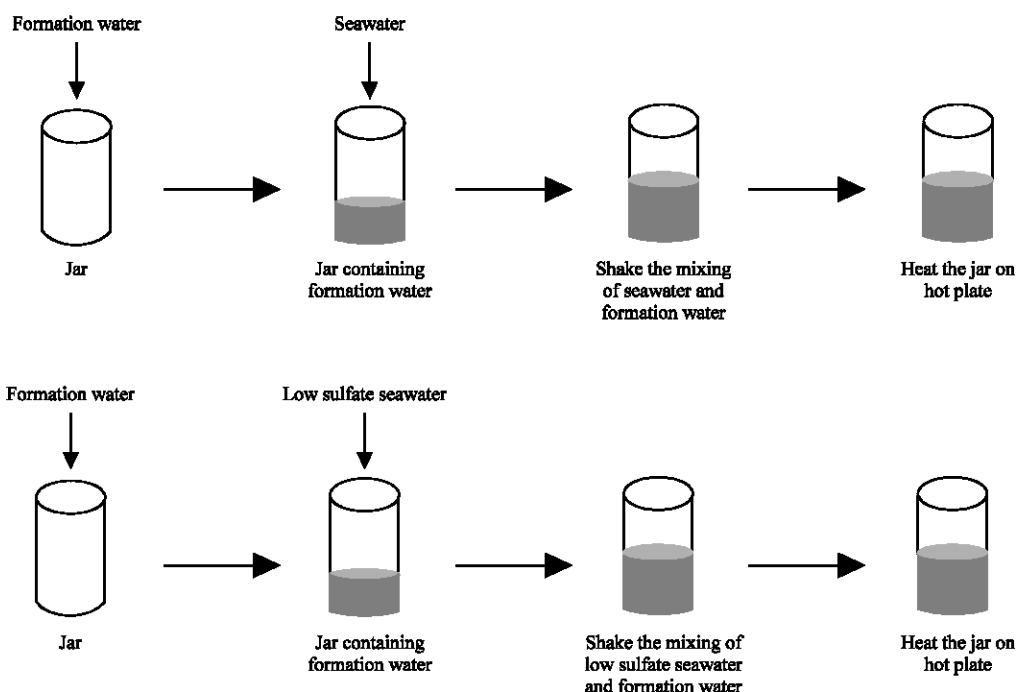 Formation water
Seawater
Jar
Jar containing
formation water
Shake the mixing
of seawater and
formation water
Heat the jar on
hot plate
Formation water
Low sulfate seawater
Jar
Jar containing
formation water
Shake the mixing of
low sulfate seawater
and formation water
Heat the jar on
hot plate